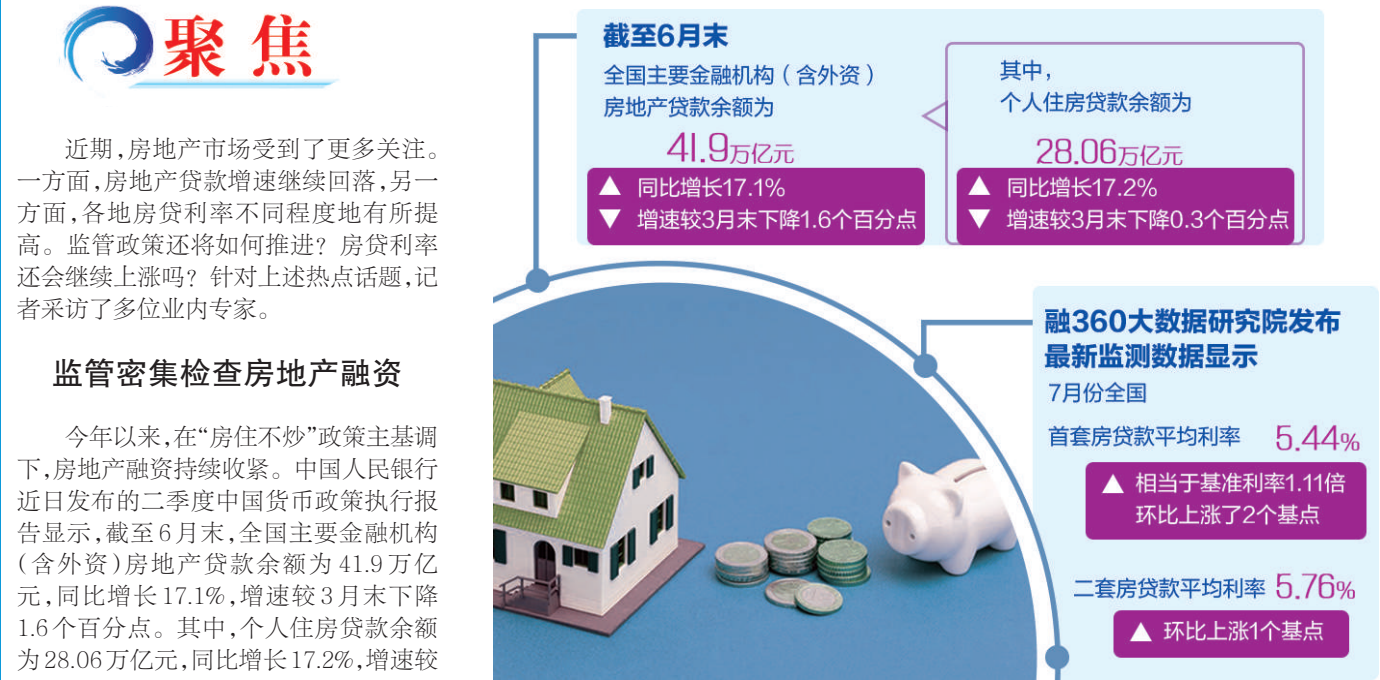 聚焦
近期,房地产市场受到了更多关注。
一方面,房地产贷款增速继续回落,另一
方面,各地房贷利率不同程度地有所提
高。监管政策还将如何推进？房贷利率
还会继续上涨吗？针对上述热点话题,记
者采访了多位业内专家。
监管密集检查房地产融资
今年以来,在“房住不炒”政策主基调
下,房地产融资持续收紧。中国人民银行
近日发布的二季度中国货币政策执行报
告显示,截至6月末,全国主要金融机构
(含外资)房地产贷款余额为41.9万亿
元,同比增长17.1%,增速较3月末下降
1.6个百分点。其中,个人住房贷款余额
为28.06万亿元,同比增长17.2%,增速较
截至6月末
全国主要金融机构（含外资）
房地产贷款余额为
41.9万亿元
▲ 同比增长17.1%
▼ 增速较3月末下降1.6个百分点
其中，
个人住房贷款余额为
28.06万亿元
▲ 同比增长17.2%
▼ 增速较3月末下降0.3个百分点
融360大数据研究院发布
最新监测数据显示
7月份全国
首套房贷款平均利率 5.44%
▲ 相当于基准利率1.11倍
环比上涨了2个基点
二套房贷款平均利率 5.76%
▲ 环比上涨1个基点